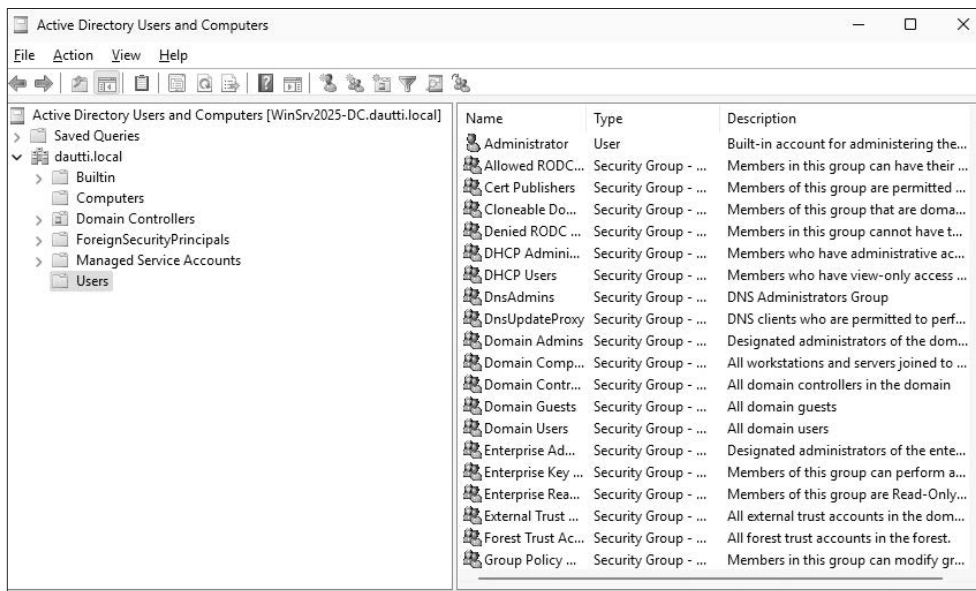 Active Directory Users and Computers
File Action View Help
Active Directory Users and Computers [WinSrv2025-DC.dautti.local]
Saved Queries
dautti.local
Builtin
Computers
Domain Controllers
ForeignSecurityPrincipals
Managed Service Accounts
Users
Name Type Description
Administrator User Built-in account for administering the...
Allowed RODC... Security Group - ... Members in this group can have their ...
Cert Publishers Security Group - ... Members of this group are permitted ...
Cloneable Do... Security Group - ... Members of this group that are doma...
Denied RODC ... Security Group - ... Members in this group cannot have t...
DHCP Admini... Security Group - ... Members who have administrative ac...
DHCP Users Security Group - ... Members who have view-only access ...
DnsAdmins Security Group - ... DNS Administrators Group
DnsUpdateProxy Security Group - ... DNS clients who are permitted to perf...
Domain Admins Security Group - ... Designated administrators of the dom...
Domain Comp... Security Group - ... All workstations and servers joined to ...
Domain Contr... Security Group - ... All domain controllers in the domain
Domain Guests Security Group - ... All domain guests
Domain Users Security Group - ... All domain users
Enterprise Ad... Security Group - ... Designated administrators of the ente...
Enterprise Key ... Security Group - ... Members of this group can perform a...
Enterprise Rea... Security Group - ... Members of this group are Read-Only...
External Trust ... Security Group - ... All external trust accounts in the dom...
Forest Trust Ac... Security Group - ... All forest trust accounts in the forest.
Group Policy ... Security Group - ... Members in this group can modify gr...